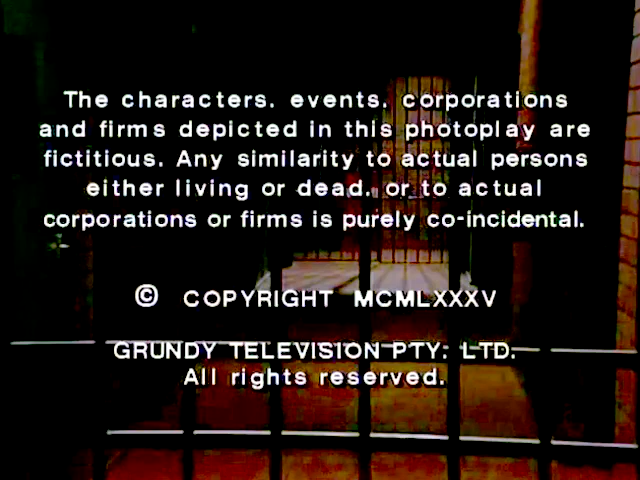 The characters. events. corporations
and firms depicted in this photoplay are
fictitious. Any similarity to actual persons
either living or dead. or to actual
corporations or firms is purely co-incidental.
© COPYRIGHT MCMLXXXV
GRUNDY TELEVISION PTY. LTD.
All rights reserved.